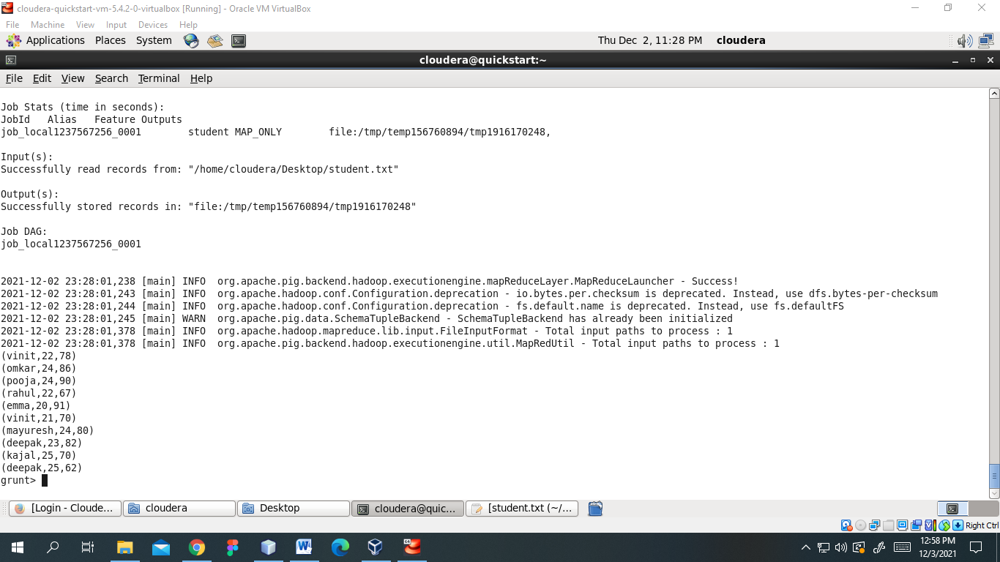 cloudera-quickstart-vm-5.4.2-0-virtualbox [Running] - Oracle VM VirtualBox
File Machine View Input Devices Help
Applications Places System Thu Dec 2, 11:28 PM cloudera
cloudera@quickstart:~
File Edit View Search Terminal Help
Job Stats (time in seconds):
JobId Alias Feature Outputs
job_local1237567256_0001 student MAP_ONLY file:/tmp/temp156760894/tmp1916170248,
Input(s):
Successfully read records from: "/home/cloudera/Desktop/student.txt"
Output(s):
Successfully stored records in: "file:/tmp/temp156760894/tmp1916170248"
Job DAG:
job_local1237567256_0001
2021-12-02 23:28:01,238 [main] INFO org.apache.pig.backend.hadoop.executionengine.mapReduceLayer.MapReduceLauncher - Success!
2021-12-02 23:28:01,243 [main] INFO org.apache.hadoop.conf.Configuration.deprecation - io.bytes.per.checksum is deprecated. Instead, use dfs.bytes-per-checksum
2021-12-02 23:28:01,244 [main] INFO org.apache.hadoop.conf.Configuration.deprecation - fs.default.name is deprecated. Instead, use fs.defaultFS
2021-12-02 23:28:01,245 [main] WARN org.apache.pig.data.SchemaTupleBackend - SchemaTupleBackend has already been initialized
2021-12-02 23:28:01,378 [main] INFO org.apache.hadoop.mapreduce.lib.input.FileInputFormat - Total input paths to process : 1
2021-12-02 23:28:01,378 [main] INFO org.apache.pig.backend.hadoop.executionengine.util.MapRedUtil - Total input paths to process : 1
(vinit,22,78)
(omkar,24,86)
(pooja,24,90)
(rahul,22,67)
(emma,20,91)
(vinit,21,70)
(mayuresh,24,80)
(deepak,23,82)
(kajal,25,70)
(deepak,25,62)
grunt>
[Login - Cloude... cloudera Desktop cloudera@quic... [student.txt (~/...
Right Ctrl
12:58 PM
12/3/2021